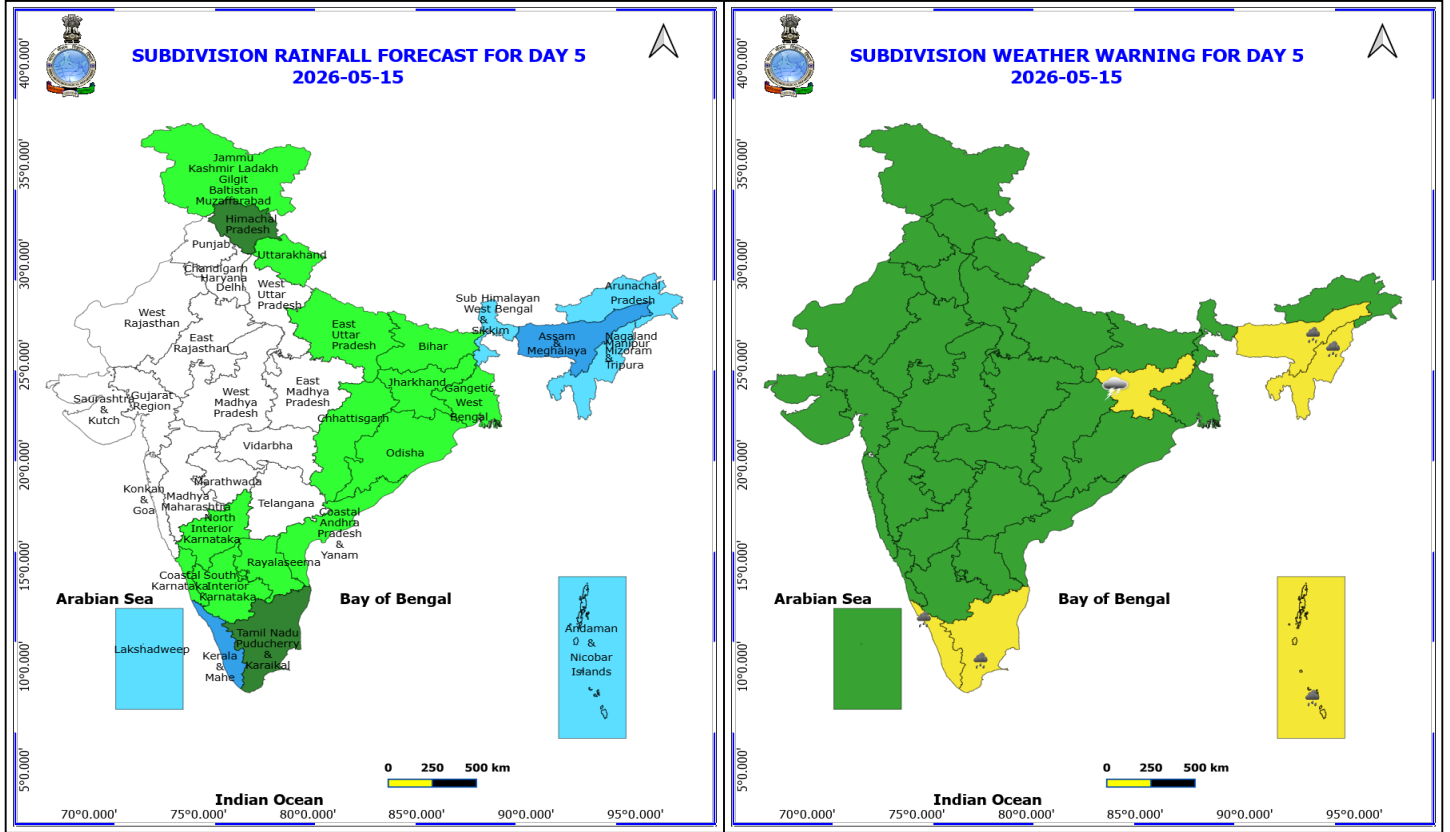 SUBDIVISION RAINFALL FORECAST FOR DAY 5
2026-05-15
40°0.000'
35°0.000'
30°0.000'
25°0.000'
20°0.000'
15°0.000'
10°0.000'
5°0.000'
Jammu
Kashmir Ladakh
Gilgit
Baltistan
Muzaffarabad
Himachal
Pradesh
Punjab
Uttarakhand
Chandigarh
Haryana
Delhi
West
Uttar
Pradesh
West
Rajasthan
East
Rajasthan
East
Uttar
Pradesh
Bihar
Sub Himalayan
West Bengal
&
Sikkim
Arunachal
Pradesh
Assam
&
Meghalaya
Nagaland
Manipur
Mizoram
&
Tripura
Saurashtra
&
Kutch
Gujarat
Region
West
Madhya
Pradesh
East
Madhya
Pradesh
Jharkhand
Gangetic
West
Bengal
Chhattisgarh
Vidarbha
Odisha
Konkan
&
Goa
Madhya
Maharashtra
Marathwada
Telangana
North
Interior
Karnataka
Coastal
Andhra
Pradesh
&
Yanam
Rayalaseema
Coastal
Karnataka
South
Interior
Karnataka
Arabian Sea
Bay of Bengal
Lakshadweep
Kerala
&
Mahe
Tamil Nadu
Puducherry
&
Karaikal
Andaman
&
Nicobar
Islands
0 250 500 km
Indian Ocean
70°0.000' 75°0.000' 80°0.000' 85°0.000' 90°0.000' 95°0.000'
SUBDIVISION WEATHER WARNING FOR DAY 5
2026-05-15
40°0.000'
35°0.000'
30°0.000'
25°0.000'
20°0.000'
15°0.000'
10°0.000'
5°0.000'
Arabian Sea
Bay of Bengal
0 250 500 km
Indian Ocean
70°0.000' 75°0.000' 80°0.000' 85°0.000' 90°0.000' 95°0.000'